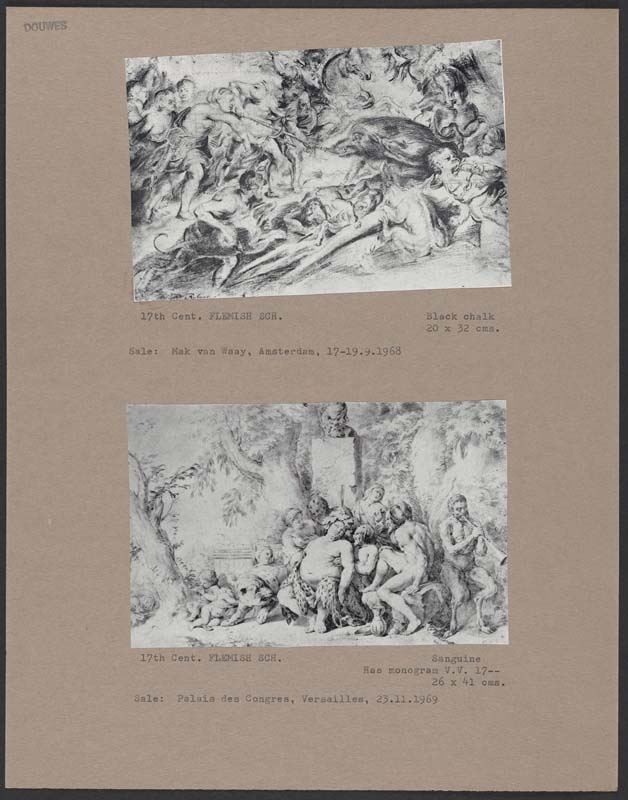 DOUWES
17th Cent. FLEMISH SCH.
Black chalk
20 x 32 cms.
Sale: Mak van Waay, Amsterdam, 17-19.9.1968
17th Cent. FLEMISH SCH.
Sanguine
Has monogram V.V. 17--
26 x 41 cms.
Sale: Palais des Congres, Versailles, 23.11.1969